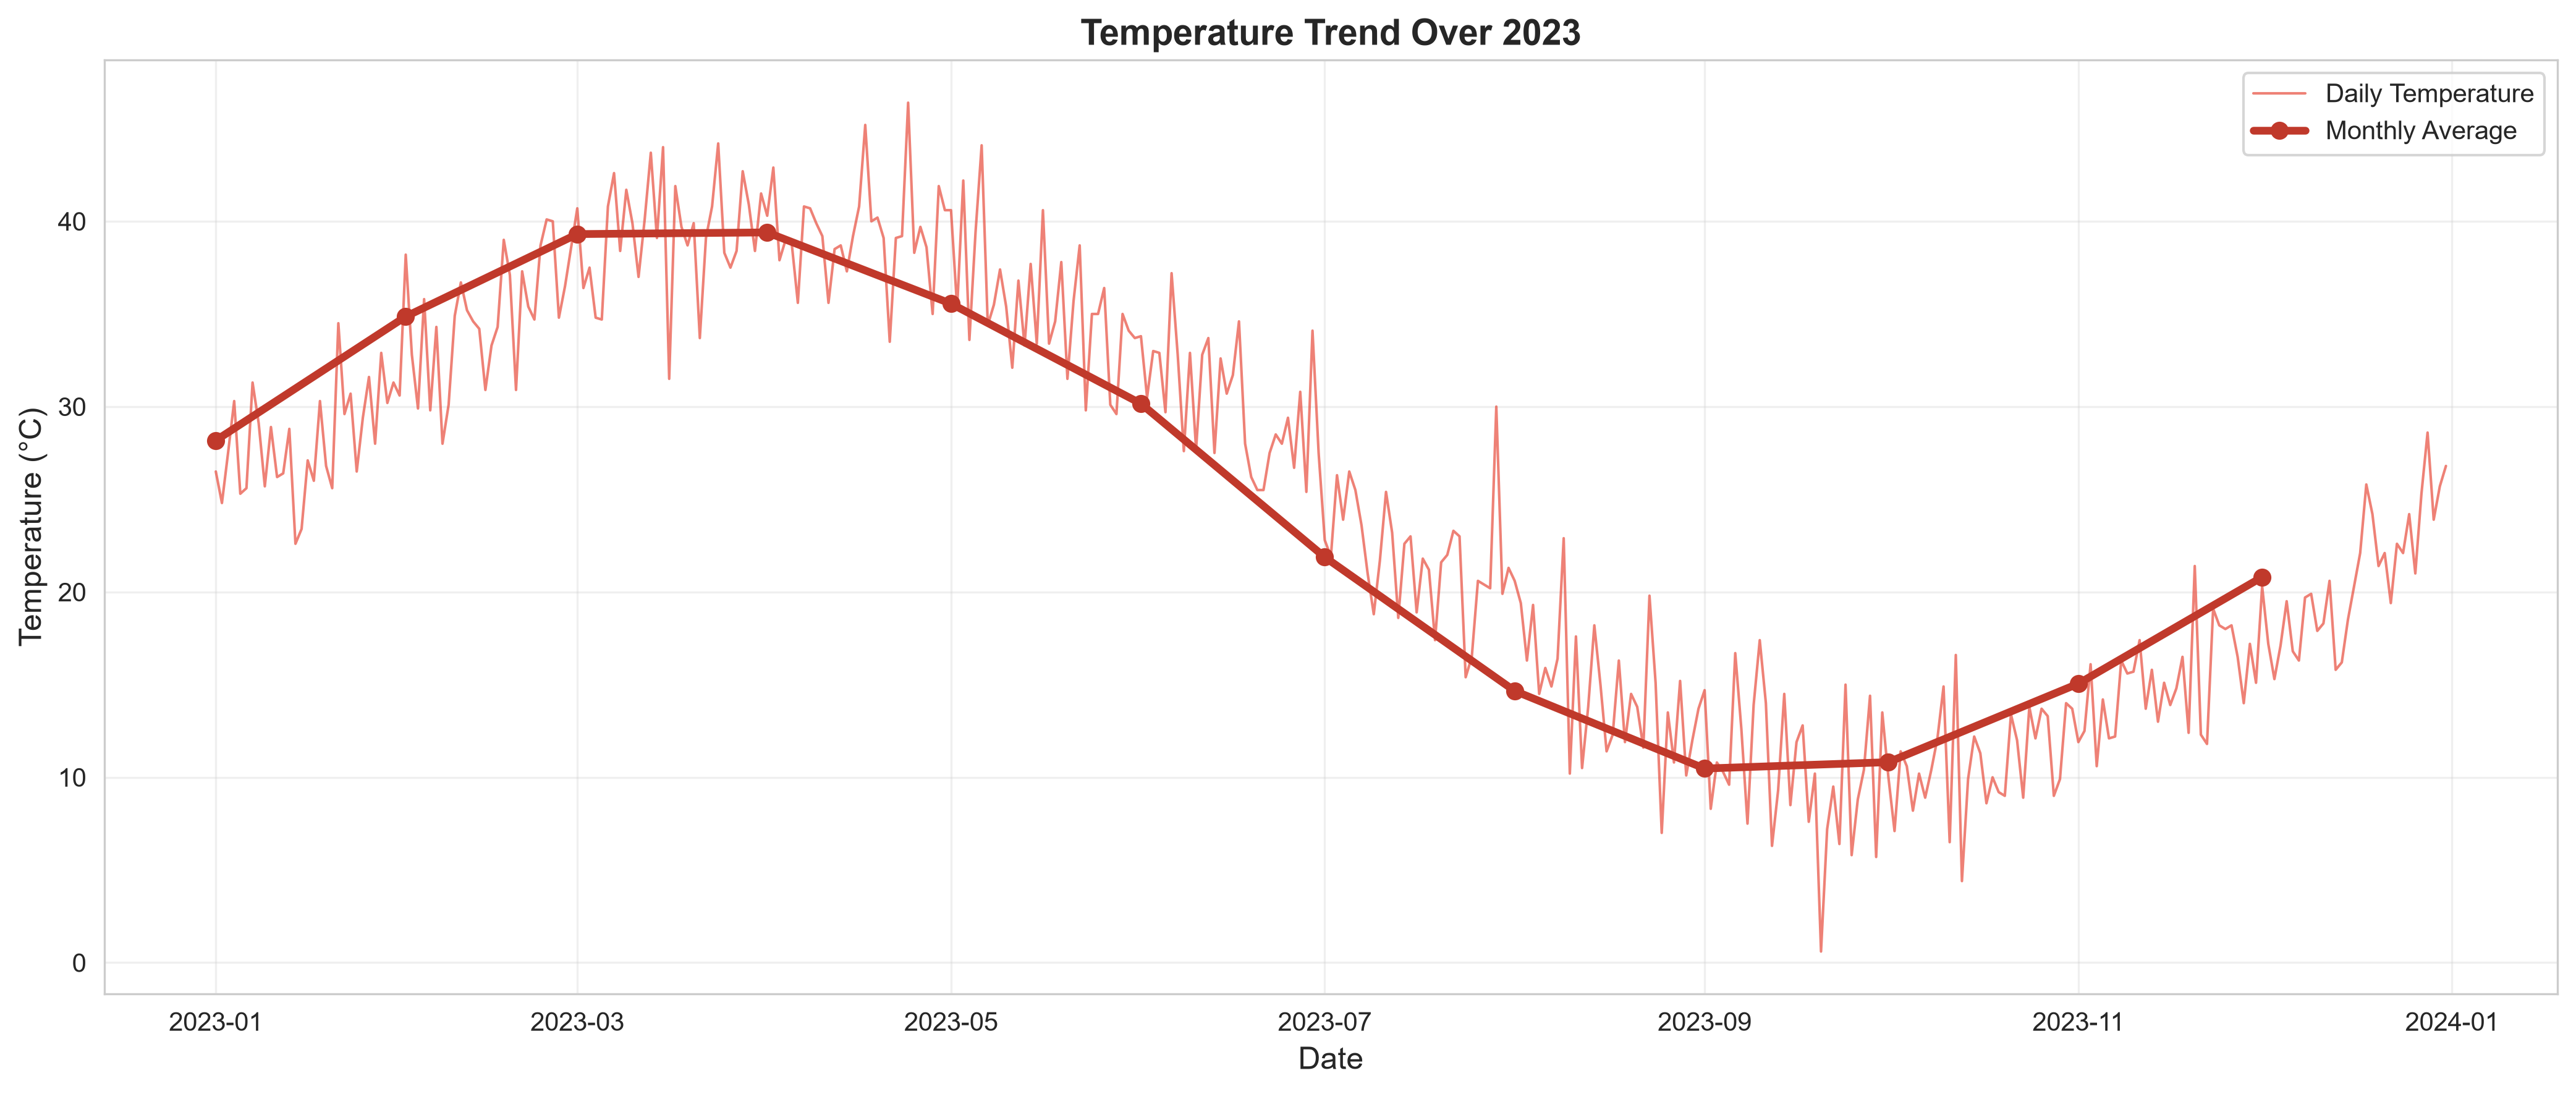 Temperature Trend Over 2023
Daily Temperature
Monthly Average
Temperature (°C)
40
30
20
10
0
2023-01
2023-03
2023-05
2023-07
2023-09
2023-11
2024-01
Date